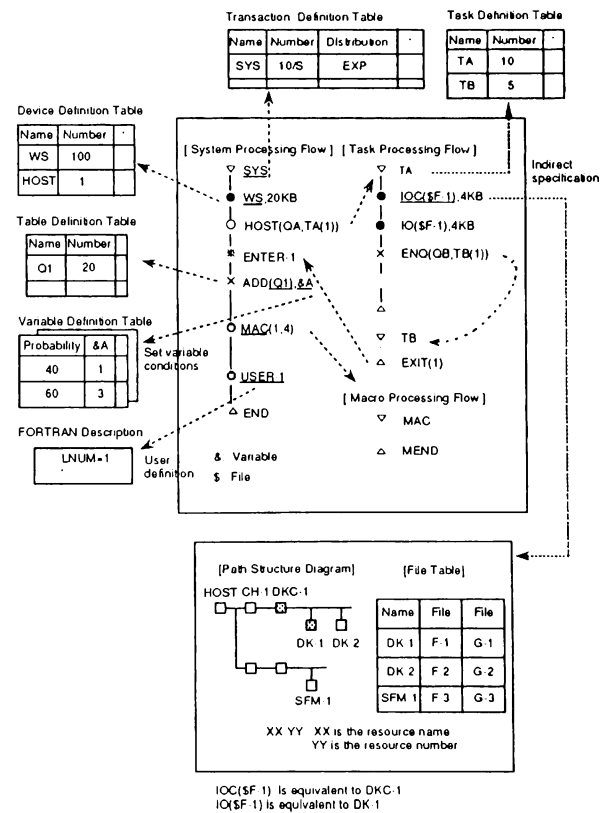 Transaction Definition Table
Name Number Distribution
SYS 10/S EXP
Task Definition Table
Name Number
TA 10
TB 5
Device Definition Table
Name Number
WS 100
HOST 1
Table Definition Table
Name Number
Q1 20
Variable Definition Table
Probability &A
40 1
60 3
Set variable
conditions
FORTRAN Description
LNUM=1
User
definition
[System Processing Flow]
SYS
WS,20KB
HOST(QA,TA(1))
ENTER·1
ADD(Q1),&A
MAC(1,4)
USER 1
END
& Variable
$ File
[Task Processing Flow]
TA
IOC($F·1),4KB
IO($F·1),4KB
ENQ(QB,TB(1))
TB
EXIT(1)
[Macro Processing Flow]
MAC
MEND
Indirect
specification
[Path Structure Diagram]
HOST CH·1 DKC·1
DK·1 DK·2
SFM·1
[File Table]
Name File File
DK 1 F·1 G·1
DK 2 F 2 G·2
SFM 1 F 3 G·3
XX YY XX is the resource name
YY is the resource number
IOC($F·1) Is equivalent to DKC·1
IO($F·1) is equivalent to DK·1